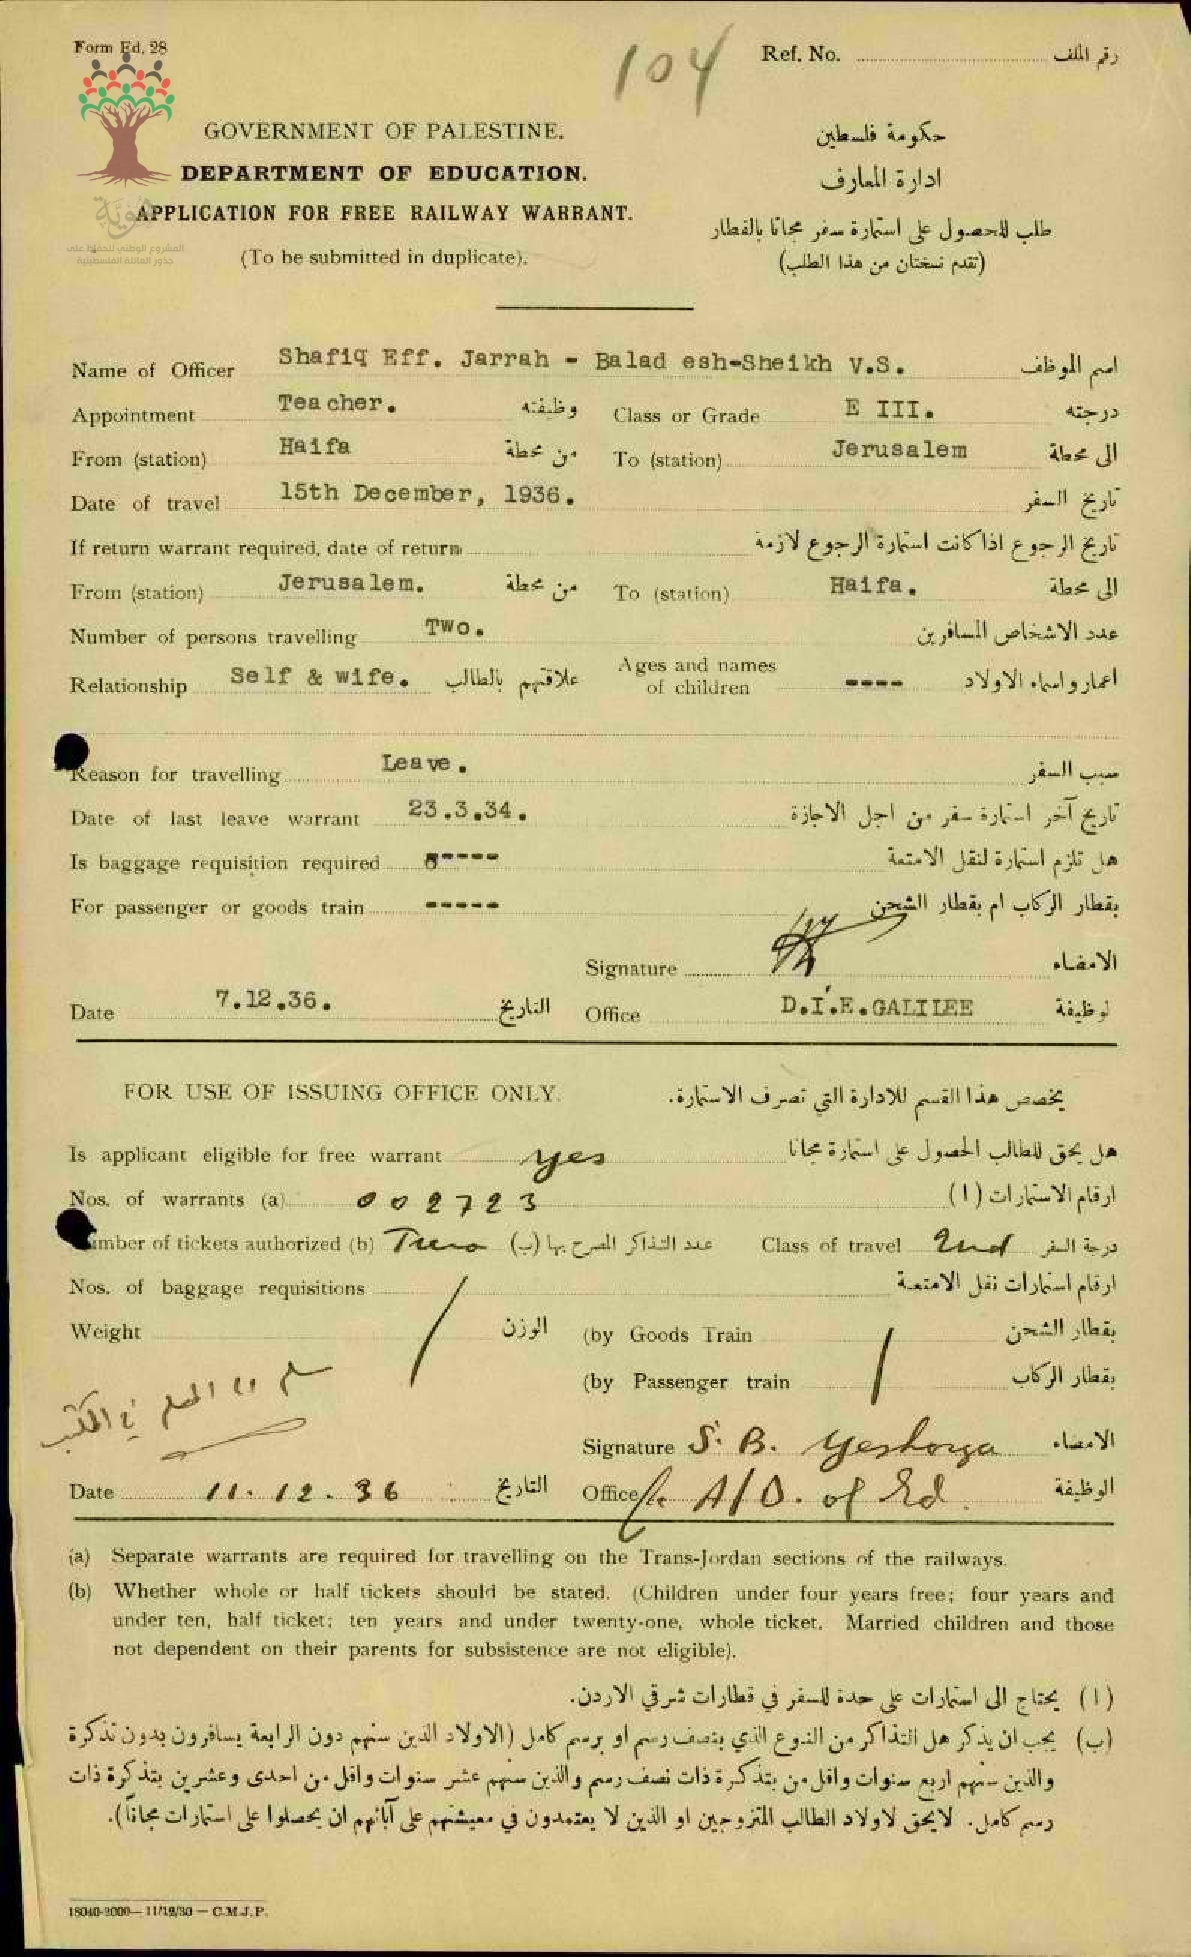 Form Ed. 28
104
Ref. No. رقم الملف
GOVERNMENT OF PALESTINE. حكومة فلسطين
DEPARTMENT OF EDUCATION. ادارة المعارف
APPLICATION FOR FREE RAILWAY WARRANT. طلب للحصول على استمارة سفر مجانا بالقطار
(To be submitted in duplicate). (تقدم نسختان من هذا الطلب)
هُوِيَّة
المشروع الوطني للحفاظ على
جذور العائلة الفلسطينية
Name of Officer Shafiq Eff. Jarrah - Balad esh-Sheikh V.S. اسم الموظف
Appointment Teacher. وظيفته Class or Grade E III. درجته
From (station) Haifa من محطة To (station) Jerusalem الى محطة
Date of travel 15th December, 1936. تاريخ السفر
If return warrant required, date of return تاريخ الرجوع اذا كانت استمارة الرجوع لازمة
From (station) Jerusalem. من محطة To (station) Haifa. الى محطة
Number of persons travelling Two. عدد الاشخاص المسافرين
Relationship Self & wife. علاقتهم بالطالب Ages and names of children ---- اعمار واسماء الاولاد
Reason for travelling Leave. سبب السفر
Date of last leave warrant 23.3.34. تاريخ آخر استمارة سفر من اجل الاجازة
Is baggage requisition required ----- هل تلزم استمارة لنقل الامتعة
For passenger or goods train ----- بقطار الركاب ام بقطار الشحن
Signature الامضاء
Date 7.12.36. التاريخ Office D.I.E.GALILEE لوظيفة
FOR USE OF ISSUING OFFICE ONLY. يخصص هذا القسم للادارة التي تصرف الاستمارة.
Is applicant eligible for free warrant yes هل يحق للطالب الحصول على استمارة مجانا
Nos. of warrants (a) 002723 ارقام الاستمارات (ا)
Number of tickets authorized (b) Two عدد التذاكر المصرح بها (ب) Class of travel 2nd درجة السفر
Nos. of baggage requisitions ارقام استمارات نقل الامتعة
Weight الوزن (by Goods Train بقطار الشحن
(by Passenger train بقطار الركاب
المعلم في المكتب
Signature S. B. الامضاء
Date 11.12.36 التاريخ Office A/D. of Ed. الوظيفة
(a) Separate warrants are required for travelling on the Trans-Jordan sections of the railways.
(b) Whether whole or half tickets should be stated. (Children under four years free; four years and
under ten, half ticket; ten years and under twenty-one, whole ticket. Married children and those
not dependent on their parents for subsistence are not eligible).
(ا) يحتاج الى استمارات على حدة للسفر في قطارات شرقي الاردن.
(ب) يجب ان يذكر هل التذاكر من النوع الذي بنصف رسم او برسم كامل (الاولاد الذين سنهم دون الرابعة يسافرون بدون تذكرة
والذين سنهم اربع سنوات واقل من بتذكرة ذات نصف رسم والذين سنهم عشر سنوات واقل من احدى وعشرين بتذكرة ذات
رسم كامل. لا يحق لاولاد الطالب المتزوجين او الذين لا يعتمدون في معيشتهم على آبائهم ان يحصلوا على استمارات مجاناً).
18040-2000—11/12/30—C.M.J.P.